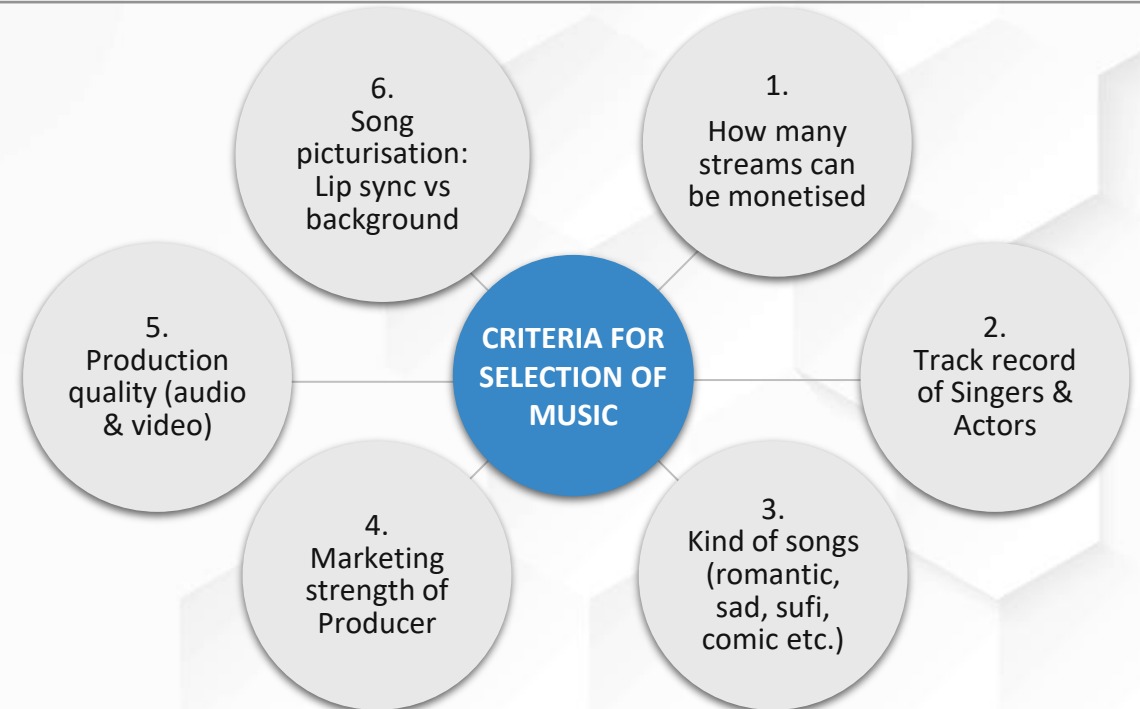 CRITERIA FOR
SELECTION OF
MUSIC
1.
How many
streams can
be monetised
2.
Track record
of Singers &
Actors
3.
Kind of songs
(romantic,
sad, sufi,
comic etc.)
4.
Marketing
strength of
Producer
5.
Production
quality (audio
& video)
6.
Song
picturisation:
Lip sync vs
background